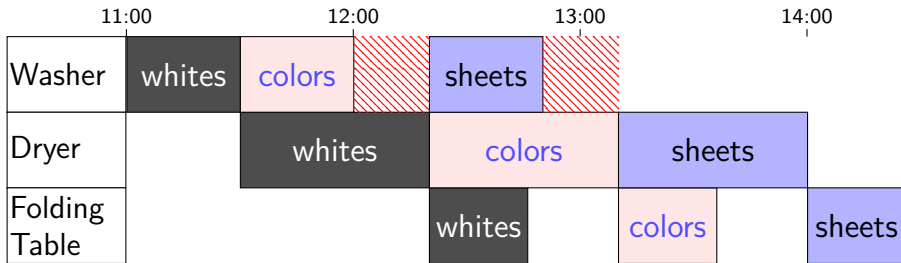 11:00 12:00 13:00 14:00
Washer whites colors sheets
Dryer whites colors sheets
Folding
Table whites colors sheets